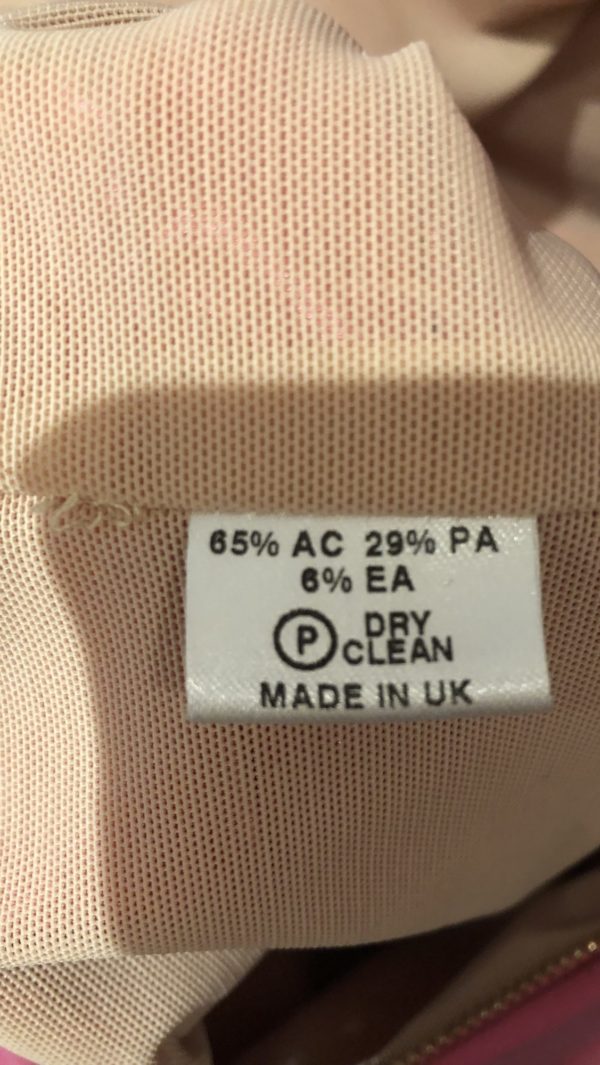 65% AC 29% PA
6% EA
P DRY
CLEAN
MADE IN UK